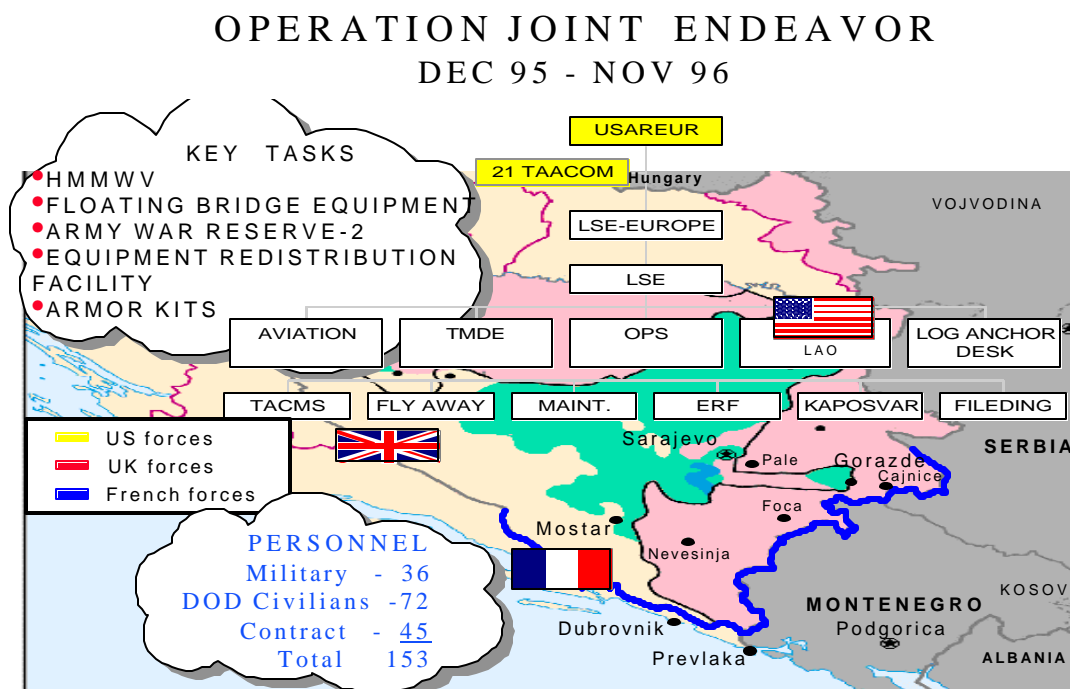 OPERATION JOINT ENDEAVOR
DEC 95 - NOV 96
KEY TASKS
HMMWV
FLOATING BRIDGE EQUIPMENT
ARMY WAR RESERVE-2
EQUIPMENT REDISTRIBUTION
FACILITY
ARMOR KITS
USAREUR
21 TAACOM
Hungary
VOJVODINA
LSE-EUROPE
LSE
AVIATION
TMDE
OPS
LAO
LOG ANCHOR
DESK
TACMS
FLY AWAY
MAINT.
ERF
KAPOSVAR
FILEDING
US forces
UK forces
French forces
Sarajevo
Pale
Gorazde
Cajnice
SERBIA
Foca
Mostar
Nevesinja
PERSONNEL
Military - 36
DOD Civilians -72
Contract - 45
Total 153
Dubrovnik
Prevlaka
MONTENEGRO
Podgorica
KOSOV
ALBANIA